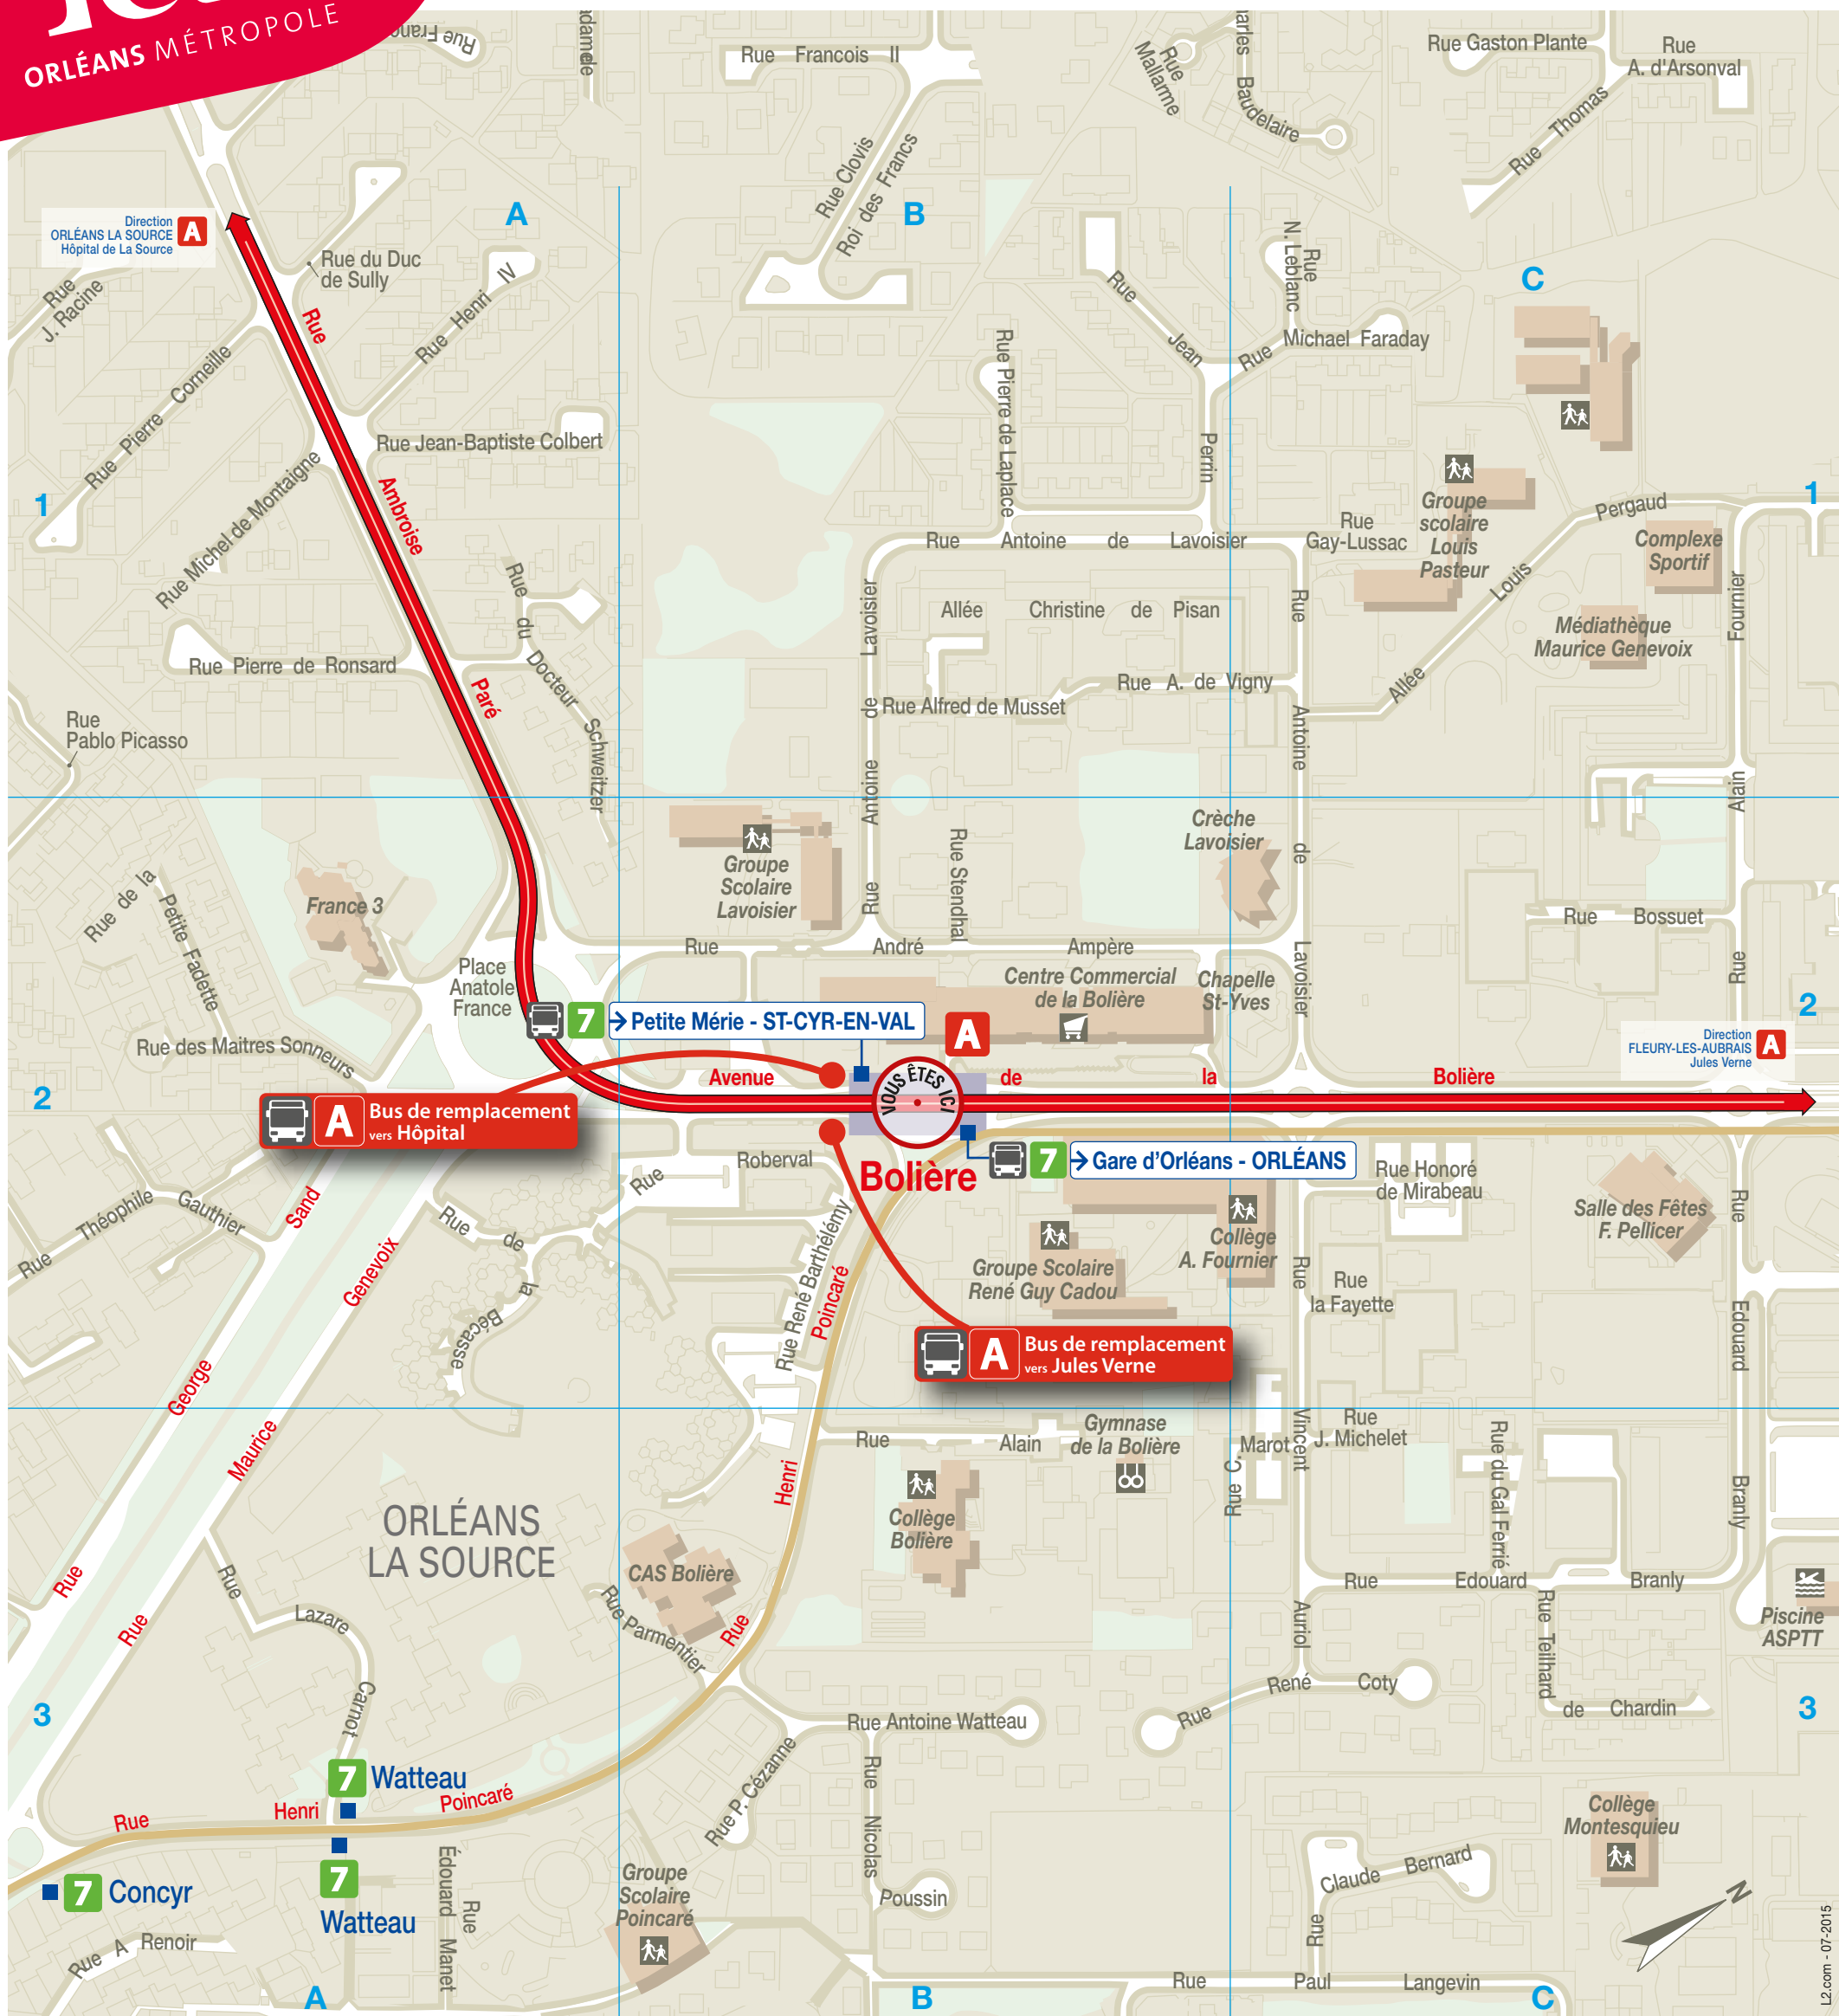 ORLÉANS MÉTROPOLE
Rue Francois II
Rue Mallarme
Baudelaire
Rue Gaston Plante
Rue
A. d'Arsonval
Rue Thomas
Rue Clovis
Roi des Francs
A
B
C
Direction
ORLÉANS LA SOURCE
Hôpital de La Source
A
Rue
J. Racine
Rue du Duc
de Sully
Rue Henri IV
Rue Pierre Corneille
Rue Jean-Baptiste Colbert
Rue Michel de Montaigne
Rue Ambroise Paré
Rue Pierre de Ronsard
Rue du Docteur Schweitzer
Rue
Pablo Picasso
Rue Jean Perrin
Rue
N. Leblanc
Rue Michael Faraday
Rue Pierre de Laplace
1
1
Rue Antoine de Lavoisier
Rue
Gay-Lussac
Groupe
scolaire
Louis
Pasteur
Allée Louis Pergaud
Complexe
Sportif
Médiathèque
Maurice Genevoix
Rue Alain Fournier
Allée Christine de Pisan
Rue A. de Vigny
Rue Alfred de Musset
Rue Antoine de Lavoisier
Rue Antoine de Lavoisier
Crèche
Lavoisier
Groupe
Scolaire
Lavoisier
Rue Stendhal
Rue Bossuet
Rue de la Petite Fadette
France 3
Place
Anatole
France
Rue André Ampère
Centre Commercial
de la Bolière
Chapelle
St-Yves
Rue des Maitres Sonneurs
7
Petite Mérie - ST-CYR-EN-VAL
A
2
2
Direction
FLEURY-LES-AUBRAIS
Jules Verne
A
Avenue de la Bolière
VOUS ÊTES ICI
Bolière
A
Bus de remplacement
vers Hôpital
7
Gare d'Orléans - ORLÉANS
Rue Roberval
Rue Honoré
de Mirabeau
Salle des Fêtes
F. Pellicer
Rue Théophile Gauthier
Rue George Sand
Rue Maurice Genevoix
Rue de la Bécasse
Rue René Barthélémy
Rue Henri Poincaré
Groupe Scolaire
René Guy Cadou
Collège
A. Fournier
Rue
la Fayette
A
Bus de remplacement
vers Jules Verne
Rue Edouard Branly
Rue Vincent Auriol
Rue Alain
Gymnase
de la Bolière
Rue C. Marot
Rue
J. Michelet
Rue du Gal Ferrié
Collège
Bolière
ORLÉANS
LA SOURCE
CAS Bolière
Rue Parmentier
Rue Edouard Branly
Rue Teilhard de Chardin
Piscine
ASPTT
Rue Lazare Carnot
3
3
Rue René Coty
Rue Antoine Watteau
Rue P. Cézanne
Rue Nicolas Poussin
7
Watteau
Rue Henri Poincaré
7
Watteau
7
Concyr
Rue A Renoir
Rue
Édouard Manet
Groupe
Scolaire
Poincaré
Collège
Montesquieu
Rue Claude Bernard
Rue Paul Langevin
N
A
B
C
L2.com - 07-2015